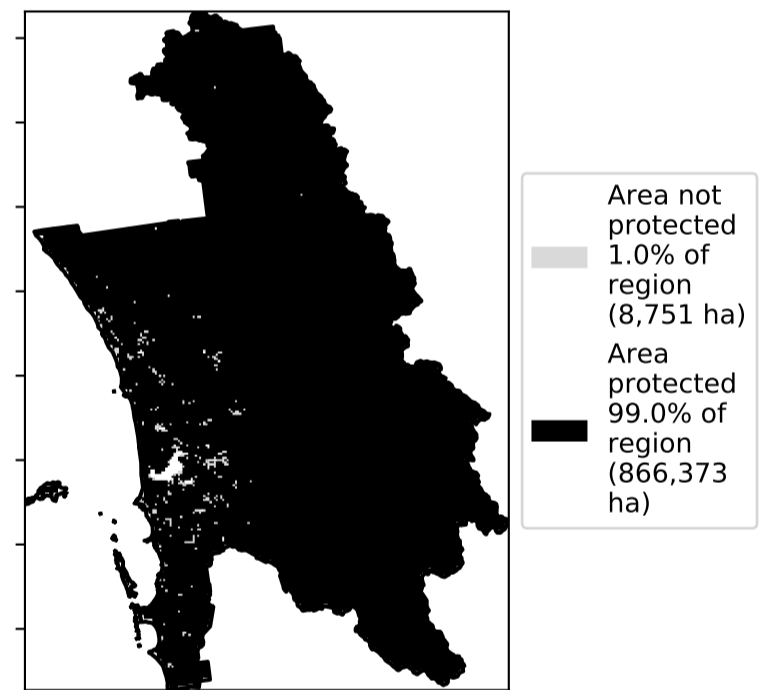 Area not
protected
1.0% of
region
(8,751 ha)
Area
protected
99.0% of
region
(866,373
ha)